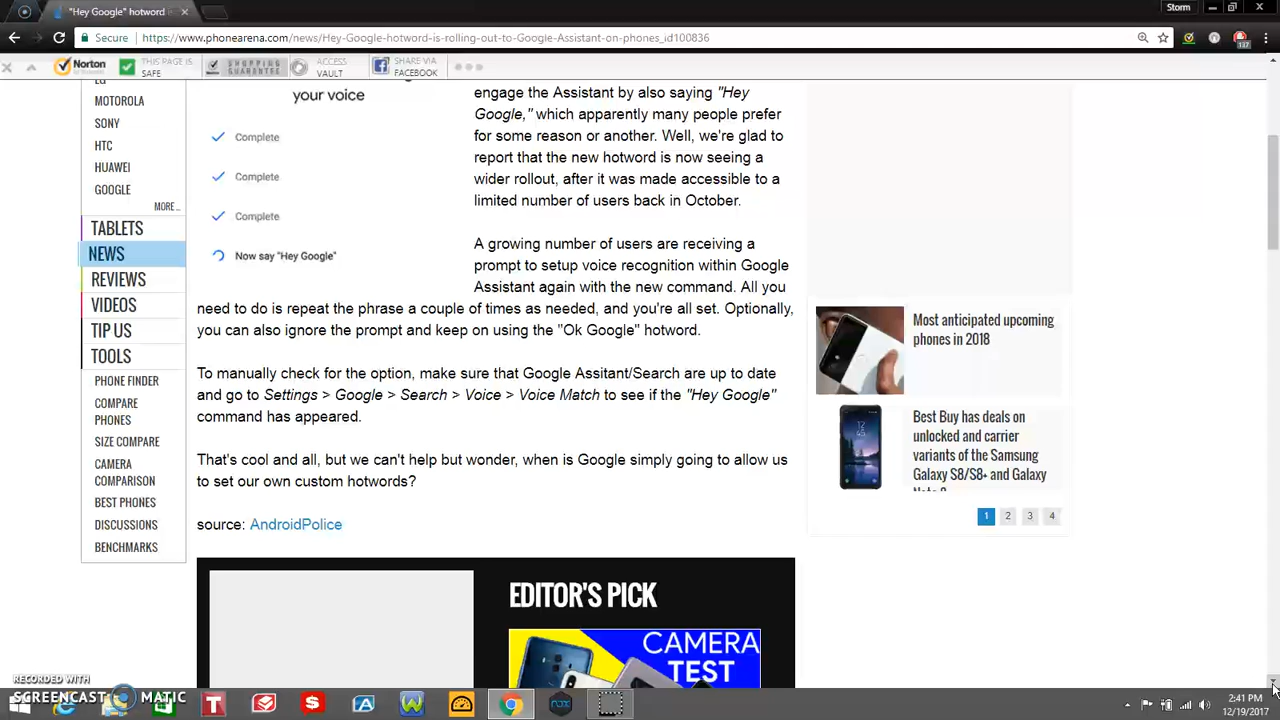 "Hey Google" hotword
Storm
Secure
https://www.phonearena.com/news/Hey-Google-hotword-is-rolling-out-to-Google-Assistant-on-phones_id100836
137
Norton
THIS PAGE IS
SAFE
SHOPPING
GUARANTEE
ACCESS
VAULT
SHARE VIA
FACEBOOK
LG
MOTOROLA
SONY
HTC
HUAWEI
GOOGLE
MORE ...
TABLETS
NEWS
REVIEWS
VIDEOS
TIP US
TOOLS
PHONE FINDER
COMPARE
PHONES
SIZE COMPARE
CAMERA
COMPARISON
BEST PHONES
DISCUSSIONS
BENCHMARKS
your voice
Complete
Complete
Complete
Now say "Hey Google"
engage the Assistant by also saying "Hey
Google," which apparently many people prefer
for some reason or another. Well, we're glad to
report that the new hotword is now seeing a
wider rollout, after it was made accessible to a
limited number of users back in October.
A growing number of users are receiving a
prompt to setup voice recognition within Google
Assistant again with the new command. All you
need to do is repeat the phrase a couple of times as needed, and you're all set. Optionally,
you can also ignore the prompt and keep on using the "Ok Google" hotword.
To manually check for the option, make sure that Google Assitant/Search are up to date
and go to Settings > Google > Search > Voice > Voice Match to see if the "Hey Google"
command has appeared.
That's cool and all, but we can't help but wonder, when is Google simply going to allow us
to set our own custom hotwords?
source: AndroidPolice
EDITOR'S PICK
CAMERA
TEST
Most anticipated upcoming
phones in 2018
Best Buy has deals on
unlocked and carrier
variants of the Samsung
Galaxy S8/S8+ and Galaxy
Note 8
1 2 3 4
RECORDED WITH
SCREENCAST MATIC
2:41 PM
12/19/2017